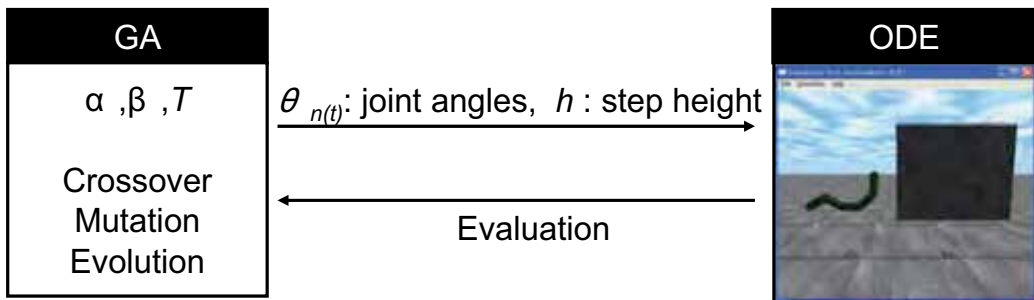 GA
α ,β ,T
Crossover
Mutation
Evolution
θ n(t): joint angles, h : step height
Evaluation
ODE